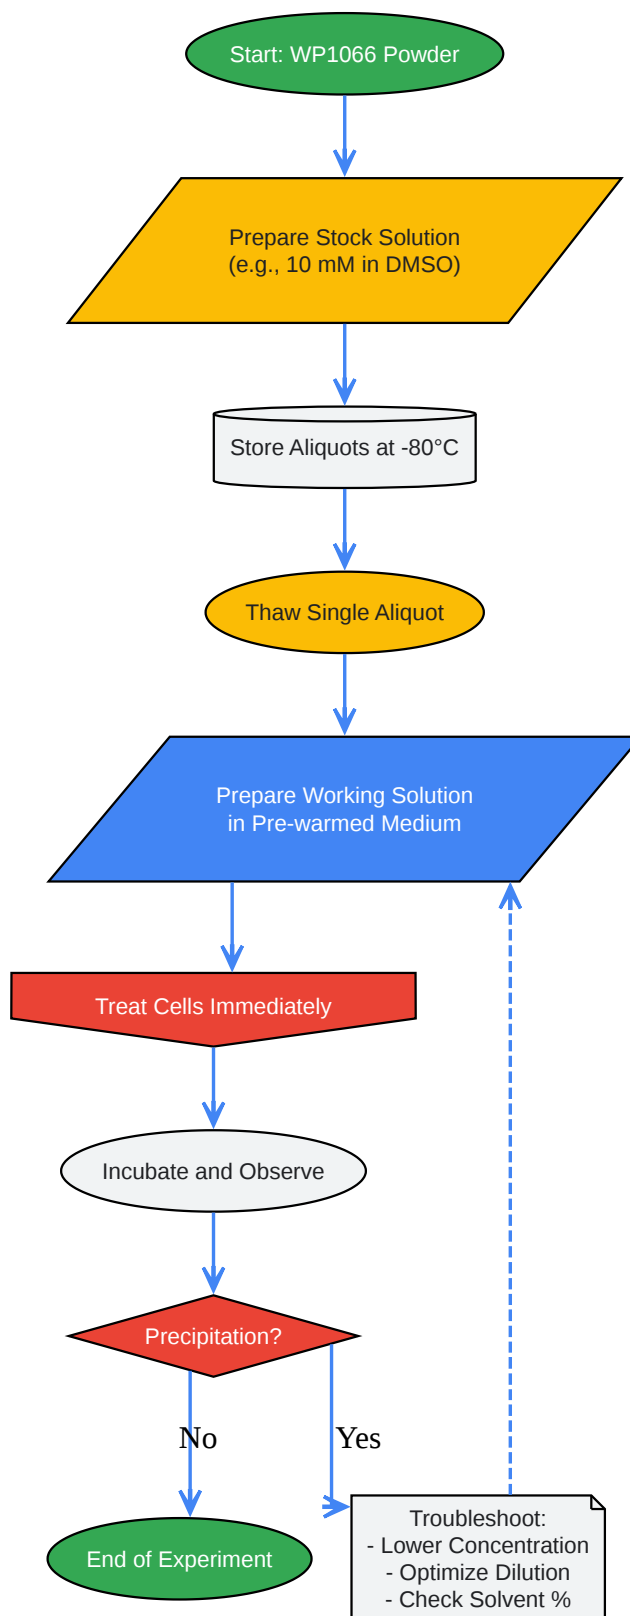 Start: WP1066 Powder
Prepare Stock Solution
(e.g., 10 mM in DMSO)
Store Aliquots at -80°C
Thaw Single Aliquot
Prepare Working Solution
in Pre-warmed Medium
Treat Cells Immediately
Incubate and Observe
Precipitation?
No
Yes
End of Experiment
Troubleshoot:
- Lower Concentration
- Optimize Dilution
- Check Solvent %